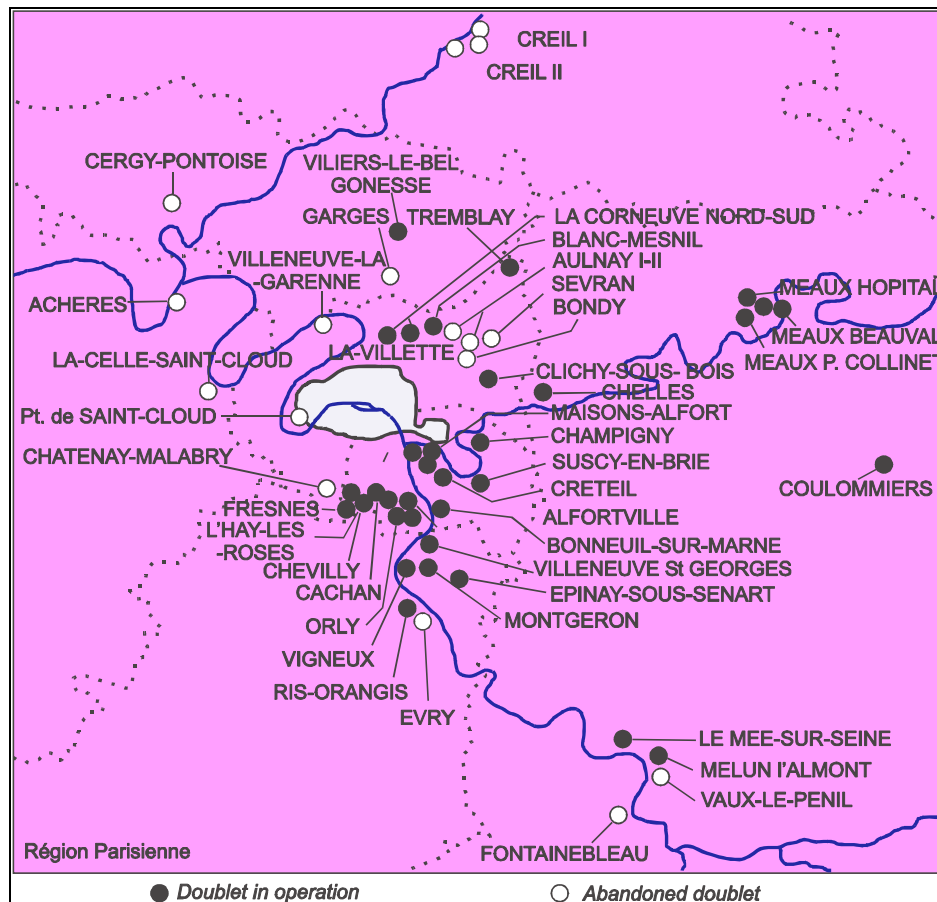 CREIL I
CREIL II
CERGY-PONTOISE
VILIERS-LE-BEL
GONESSE
GARGES
TREMBLAY
LA CORNEUVE NORD-SUD
BLANC-MESNIL
AULNAY I-II
SEVRAN
BONDY
VILLENEUVE-LA
-GARENNE
ACHERES
MEAUX HOPITAL
MEAUX BEAUVAL
MEAUX P. COLLINET
LA-VILLETTE
LA-CELLE-SAINT-CLOUD
CLICHY-SOUS- BOIS
CHELLES
Pt. de SAINT-CLOUD
MAISONS-ALFORT
CHAMPIGNY
CHATENAY-MALABRY
SUSCY-EN-BRIE
CRETEIL
COULOMMIERS
FRESNES
ALFORTVILLE
L'HAY-LES
-ROSES
BONNEUIL-SUR-MARNE
CHEVILLY
VILLENEUVE St GEORGES
CACHAN
EPINAY-SOUS-SENART
ORLY
MONTGERON
VIGNEUX
RIS-ORANGIS
EVRY
LE MEE-SUR-SEINE
MELUN l'ALMONT
VAUX-LE-PENIL
FONTAINEBLEAU
Région Parisienne
Doublet in operation
Abandoned doublet